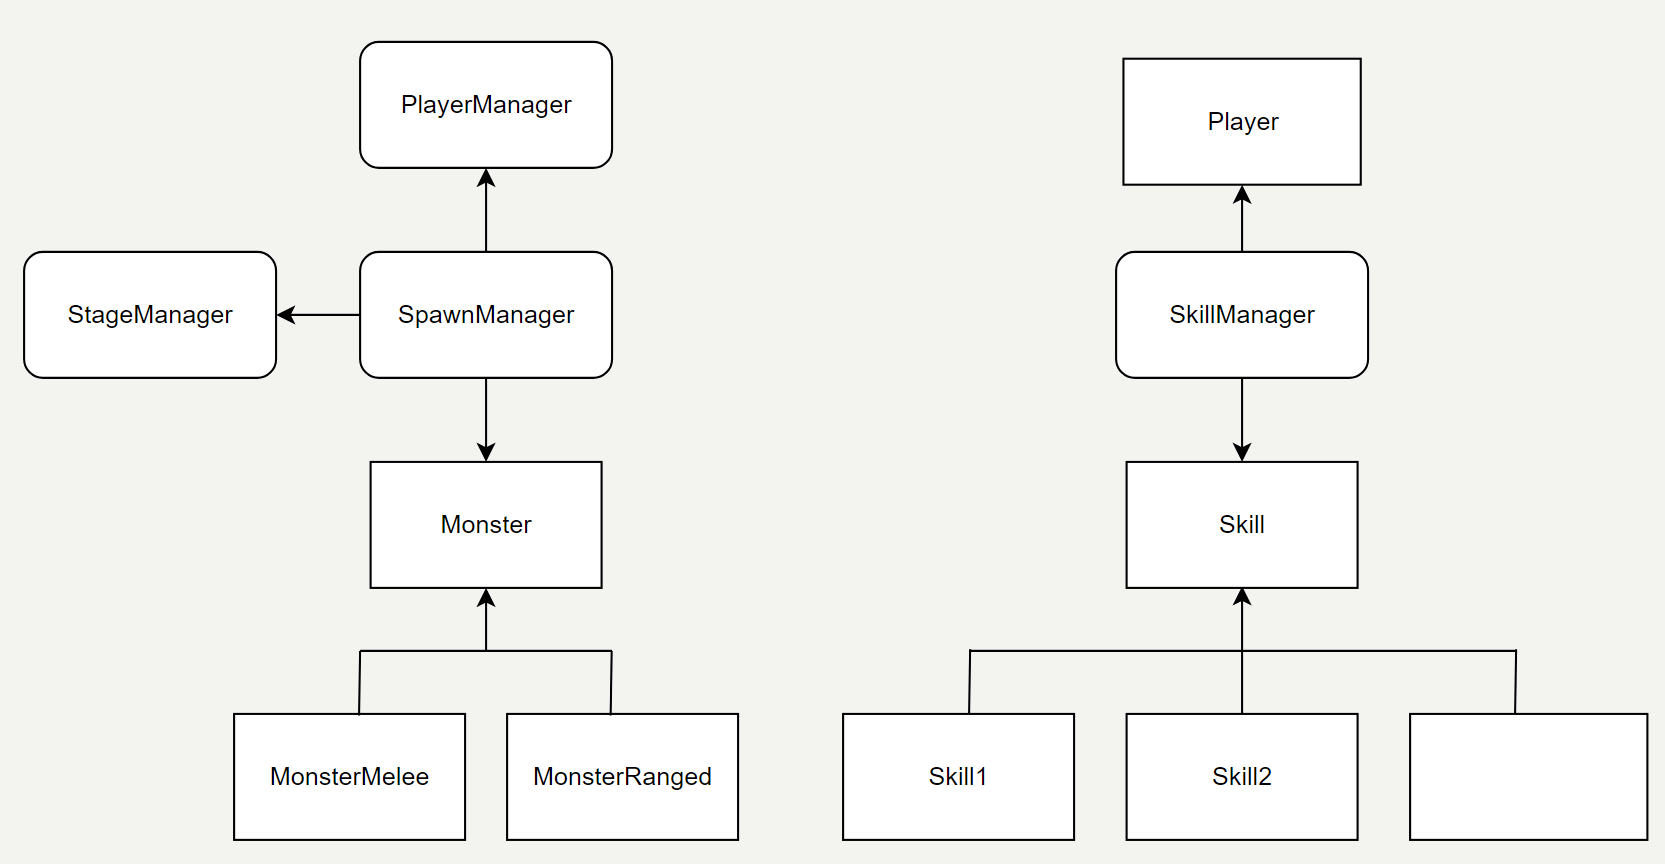 PlayerManager
Player
StageManager
SpawnManager
SkillManager
Monster
Skill
MonsterMelee
MonsterRanged
Skill1
Skill2